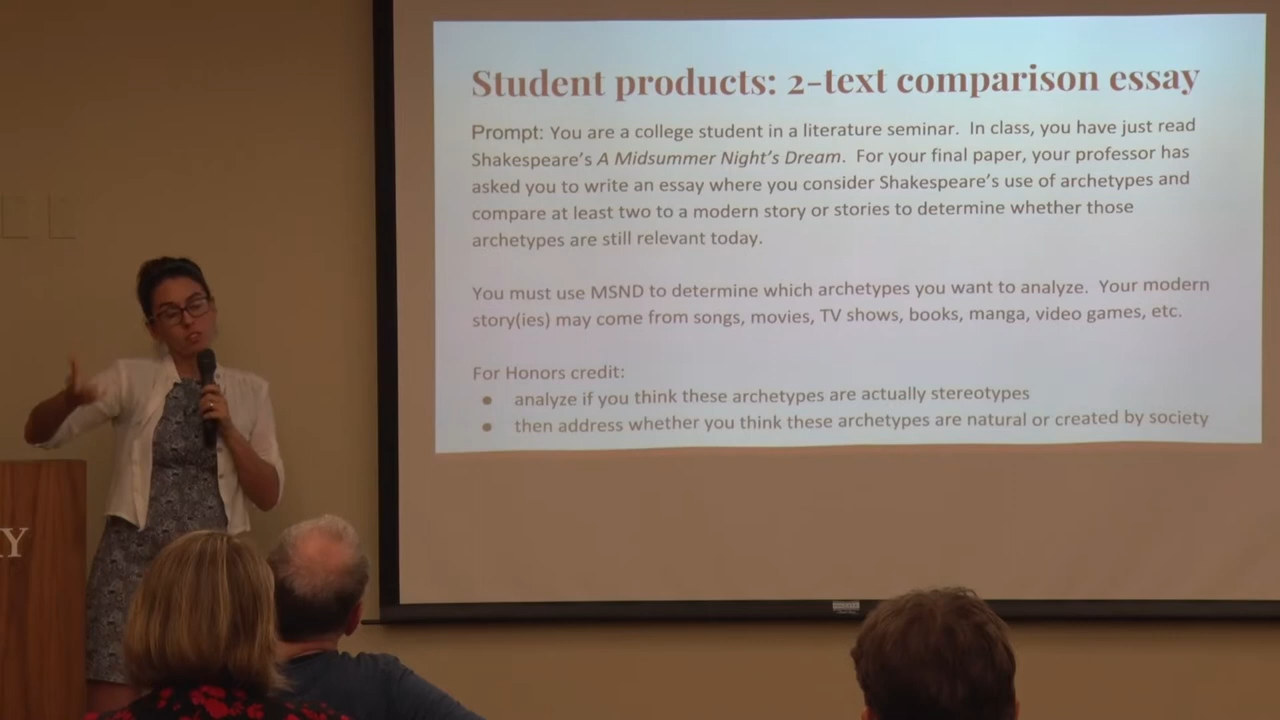 Student products: 2-text comparison essay
Prompt: You are a college student in a literature seminar.  In class, you have just read
Shakespeare's A Midsummer Night's Dream.  For your final paper, your professor has
asked you to write an essay where you consider Shakespeare's use of archetypes and
compare at least two to a modern story or stories to determine whether those
archetypes are still relevant today.
You must use MSND to determine which archetypes you want to analyze.  Your modern
story(ies) may come from songs, movies, TV shows, books, manga, video games, etc.
For Honors credit:
● analyze if you think these archetypes are actually stereotypes
● then address whether you think these archetypes are natural or created by society
Y